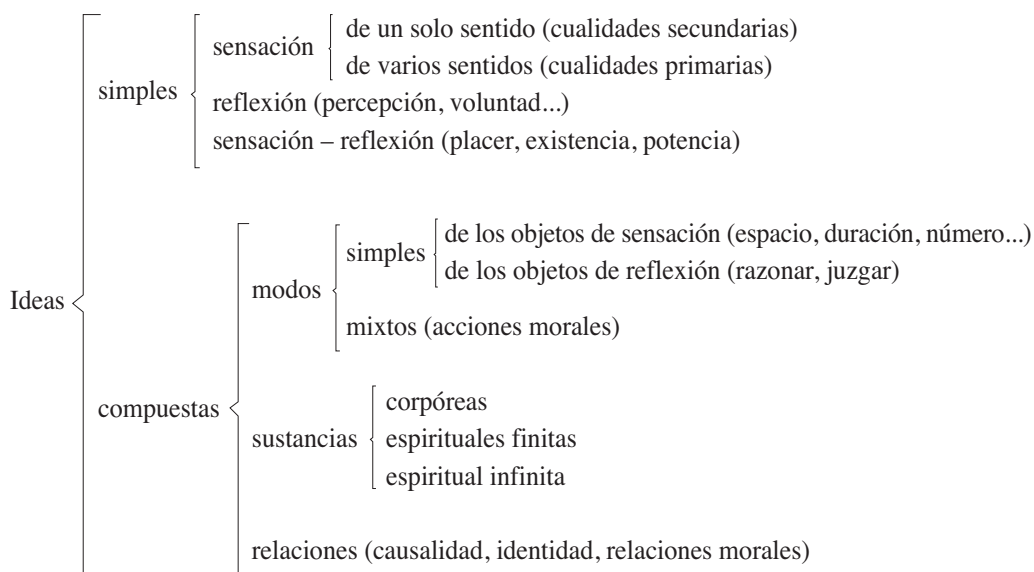 de un solo sentido (cualidades secundarias)
sensación
de varios sentidos (cualidades primarias)
simples
reflexión (percepción, voluntad...)
sensación – reflexión (placer, existencia, potencia)
de los objetos de sensación (espacio, duración, número...)
simples
de los objetos de reflexión (razonar, juzgar)
modos
Ideas
mixtos (acciones morales)
corpóreas
compuestas
sustancias
espirituales finitas
espiritual infinita
relaciones (causalidad, identidad, relaciones morales)